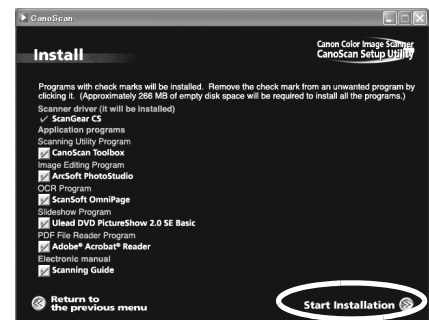 CanoScan
Install
Canon Color Image Scanner
CanoScan Setup Utility
Programs with check marks will be installed. Remove the check mark from an unwanted program by
clicking it. (Approximately 266 MB of empty disk space will be required to install all the programs.)
Scanner driver (it will be installed)
ScanGear CS
Application programs
Scanning Utility Program
CanoScan Toolbox
Image Editing Program
ArcSoft PhotoStudio
OCR Program
ScanSoft OmniPage
Slideshow Program
Ulead DVD PictureShow 2.0 SE Basic
PDF File Reader Program
Adobe® Acrobat® Reader
Electronic manual
Scanning Guide
Return to
the previous menu
Start Installation